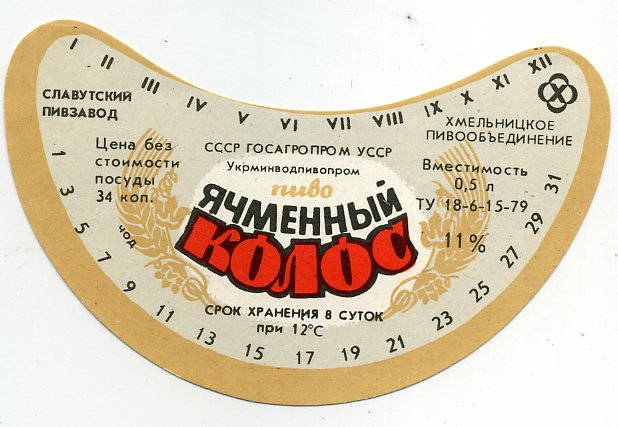 I II III IV V VI VII VIII IX X XI XII
СЛАВУТСКИЙ
ПИВЗАВОД
Цена без
стоимости
посуды
34 коп.
СССР ГОСАГРОПРОМ УССР
Укрминводпивопром
пиво
ЯЧМЕННЫЙ
КОЛОС
СРОК ХРАНЕНИЯ 8 СУТОК
при 12°С
ХМЕЛЬНИЦКОЕ
ПИВООБЪЕДИНЕНИЕ
Вместимость
0,5 л
ТУ 18-6-15-79
11%
1 3 5 7 9 11 13 15 17 19 21 23 25 27 29 31